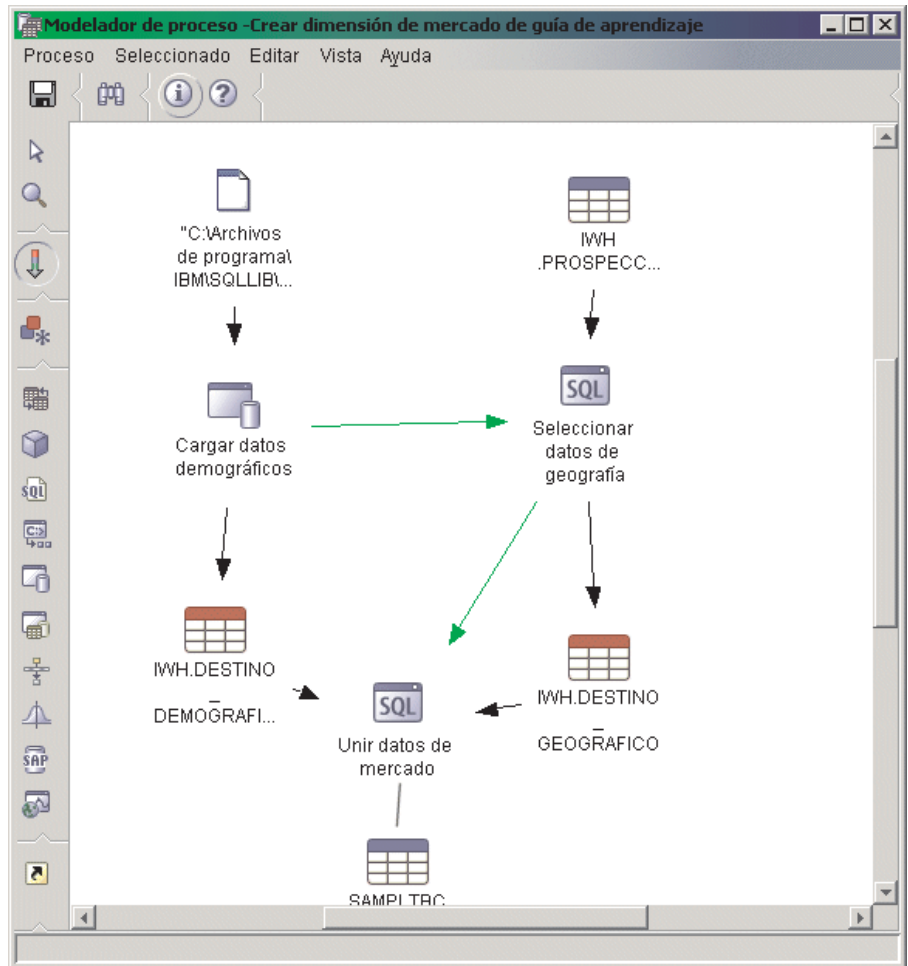 Modelador de proceso -Crear dimensión de mercado de guía de aprendizaje
Proceso Seleccionado Editar Vista Ayuda
"C:\Archivos
de programa\
IBM\SQLLIB\...
IWH
.PROSPECC...
SQL
Cargar datos
demográficos
Seleccionar
datos de
geografía
SQL
C:>
IWH.DESTINO
_
DEMOGRAFI...
IWH.DESTINO
_
GEOGRAFICO
SQL
Unir datos de
mercado
SAP
SAMPLTBC